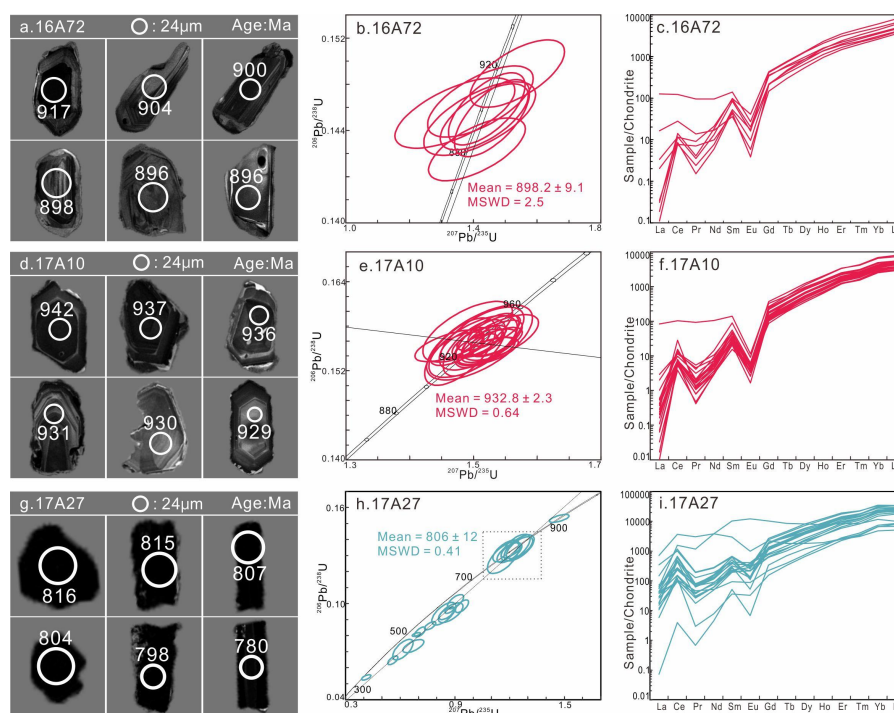 a.16A72 : 24μm Age:Ma
917 904 900
898 896 896
b.16A72
0.152
0.144
0.140
920
880
Mean = 898.2 ± 9.1
MSWD = 2.5
1.0 1.4 1.8
²⁰⁷Pb/²³⁵U
²⁰⁶Pb/²³⁸U
c.16A72
10000
1000
100
10
1
0.1
Sample/Chondrite
La Ce Pr Nd Sm Eu Gd Tb Dy Ho Er Tm Yb L
d.17A10 : 24μm Age:Ma
942 937 936
931 930 929
e.17A10
0.164
0.152
0.140
960
920
880
Mean = 932.8 ± 2.3
MSWD = 0.64
1.3 1.5 1.7
²⁰⁷Pb/²³⁵U
²⁰⁶Pb/²³⁸U
f.17A10
10000
1000
100
10
1
0.1
0.01
Sample/Chondrite
La Ce Pr Nd Sm Eu Gd Tb Dy Ho Er Tm Yb L
g.17A27 : 24μm Age:Ma
816 815 807
804 798 780
h.17A27
0.16
0.10
0.04
Mean = 806 ± 12
MSWD = 0.41
900
700
500
300
0.3 0.9 1.5
²⁰⁷Pb/²³⁵U
²⁰⁶Pb/²³⁸U
i.17A27
100000
10000
1000
100
10
1
0.1
0.01
Sample/Chondrite
La Ce Pr Nd Sm Eu Gd Tb Dy Ho Er Tm Yb L